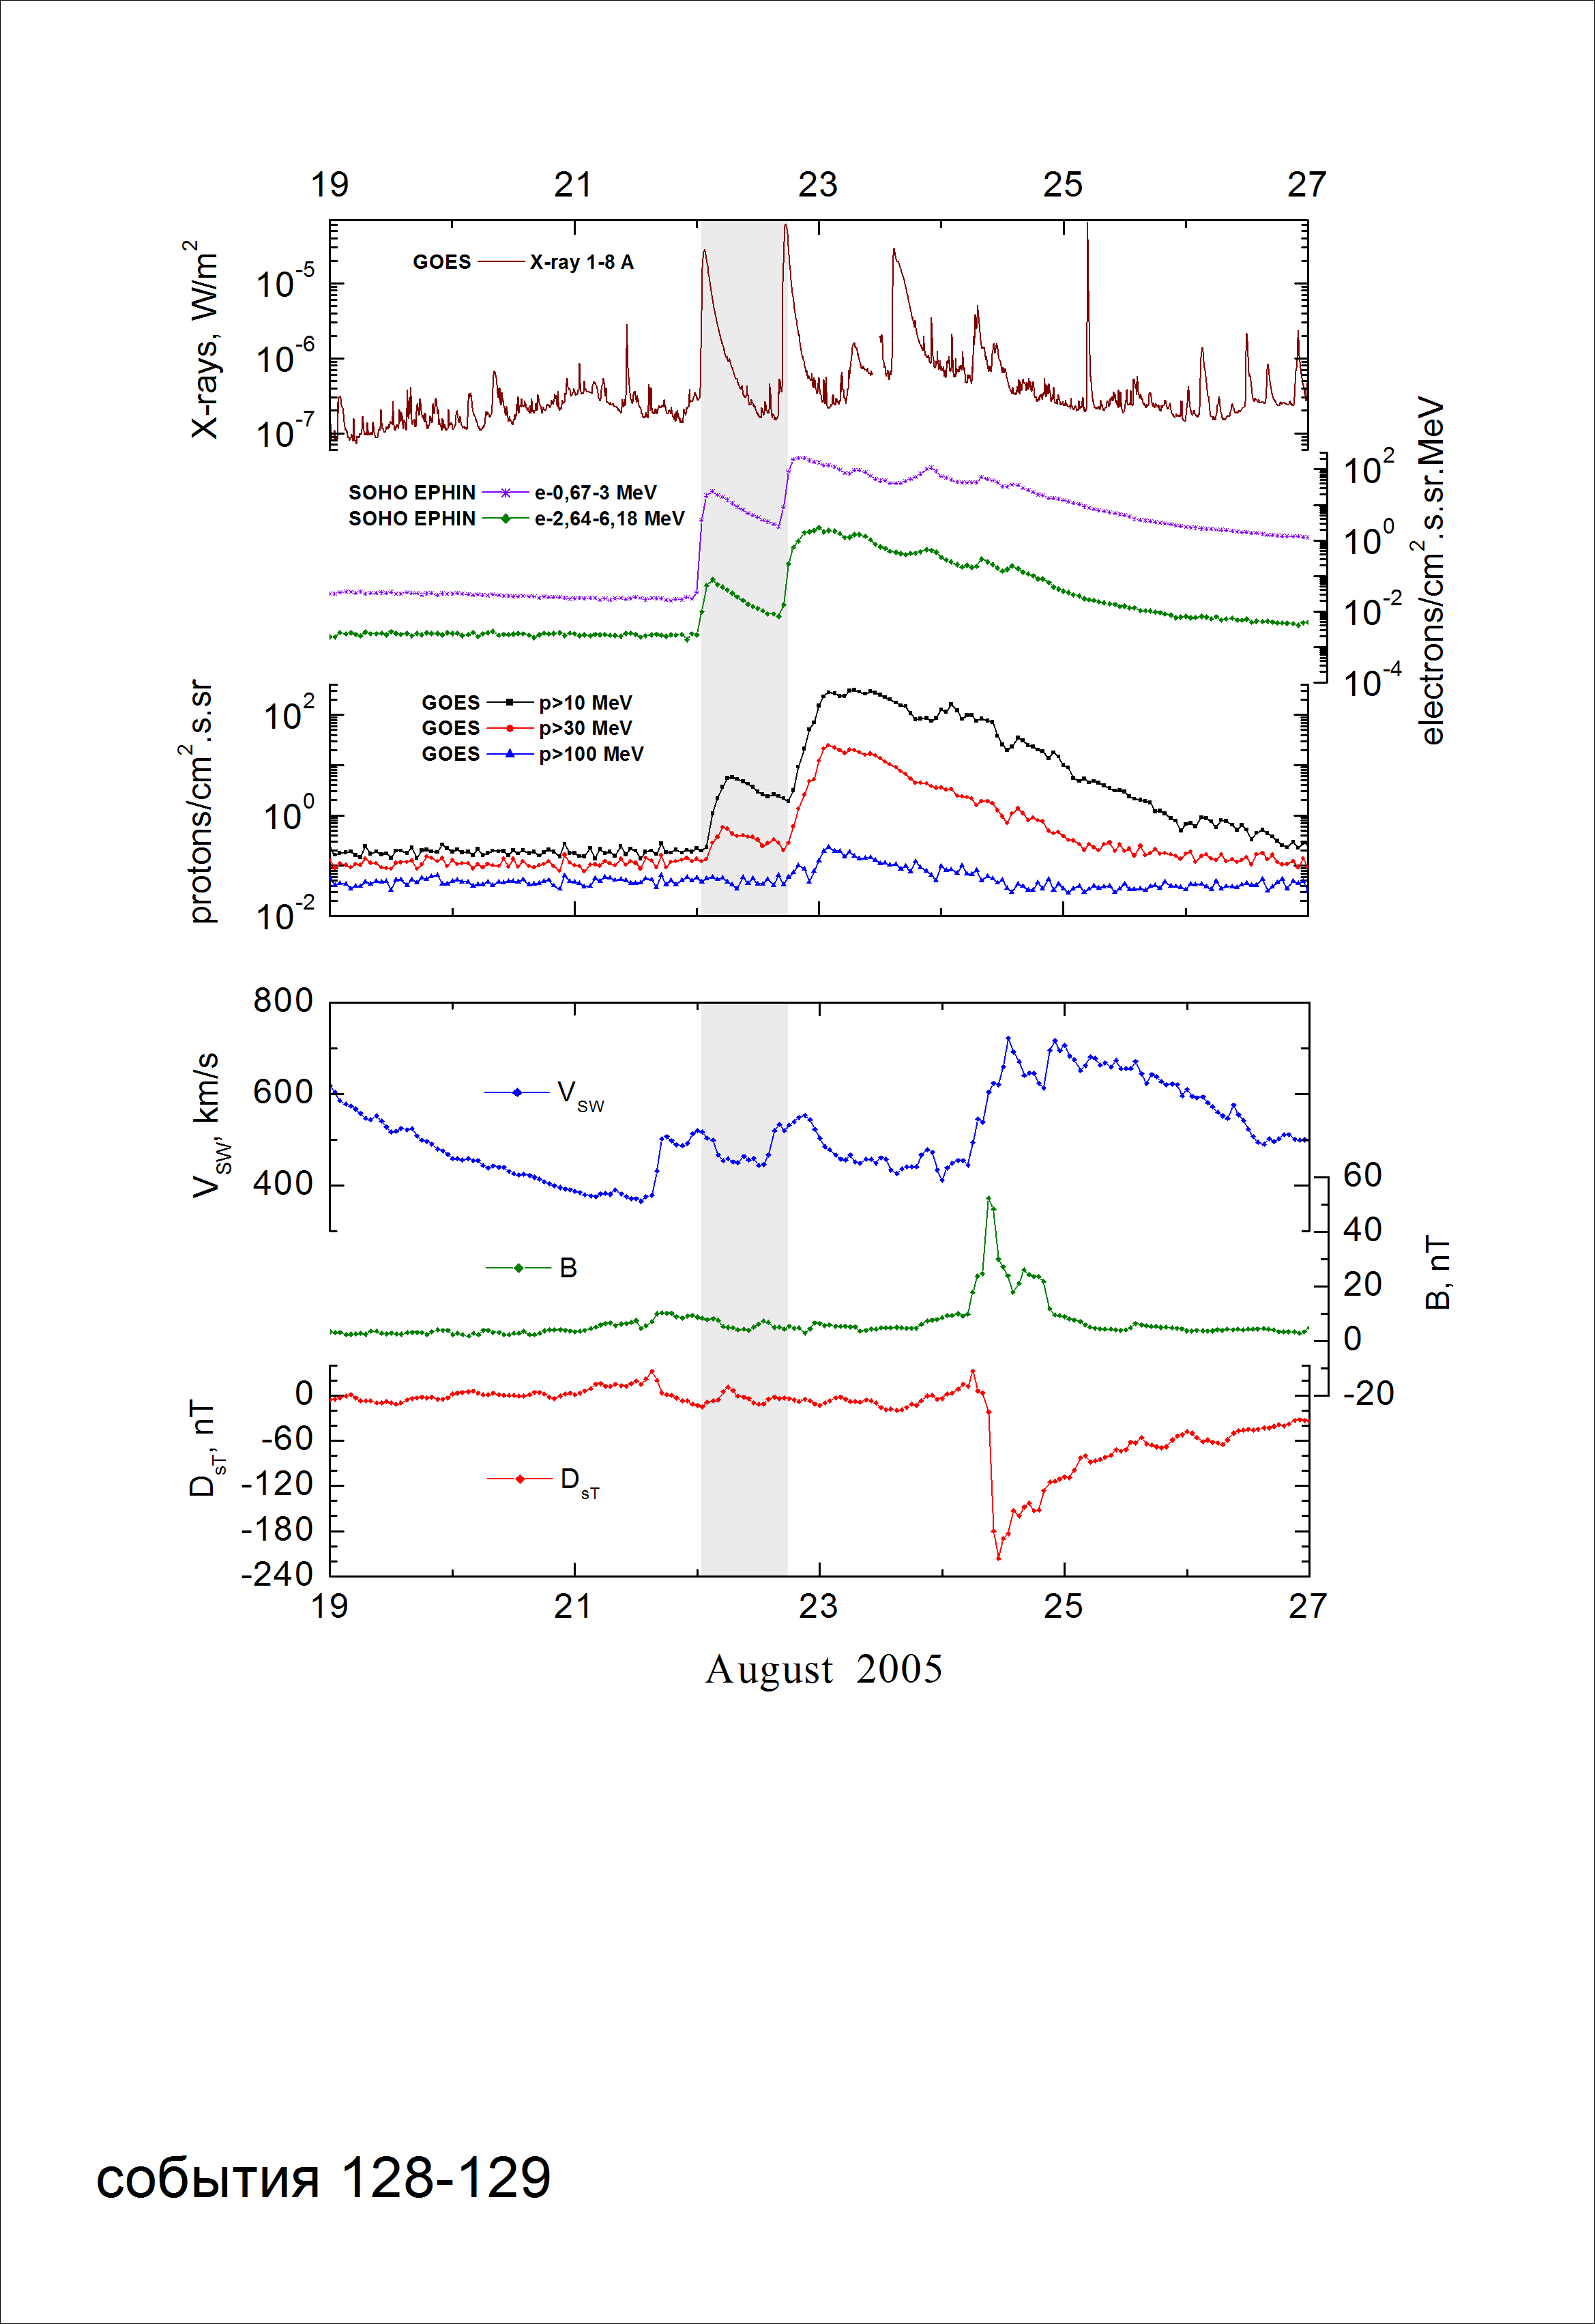 19 21 23 25 27
X-rays, W/m2
10-5
10-6
10-7
GOES X-ray 1-8 A
SOHO EPHIN e-0,67-3 MeV
SOHO EPHIN e-2,64-6,18 MeV
102
100
10-2
10-4
electrons/cm2.s.sr.MeV
protons/cm2.s.sr
102
100
10-2
GOES p>10 MeV
GOES p>30 MeV
GOES p>100 MeV
800
600
400
VSW, km/s
VSW
60
40
20
0
-20
B, nT
B
0
-60
-120
-180
-240
DsT, nT
DsT
19 21 23 25 27
August 2005
события 128-129